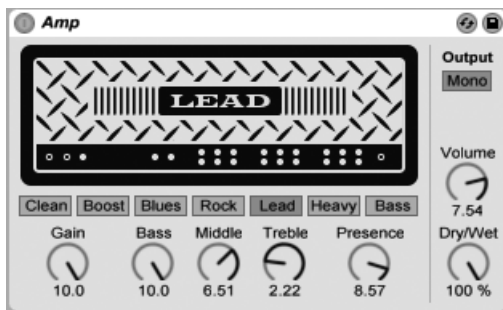 Amp
Output
Mono
LEAD
Volume
7.54
Clean Boost Blues Rock Lead Heavy Bass
Gain Bass Middle Treble Presence Dry/Wet
10.0 10.0 6.51 2.22 8.57 100 %